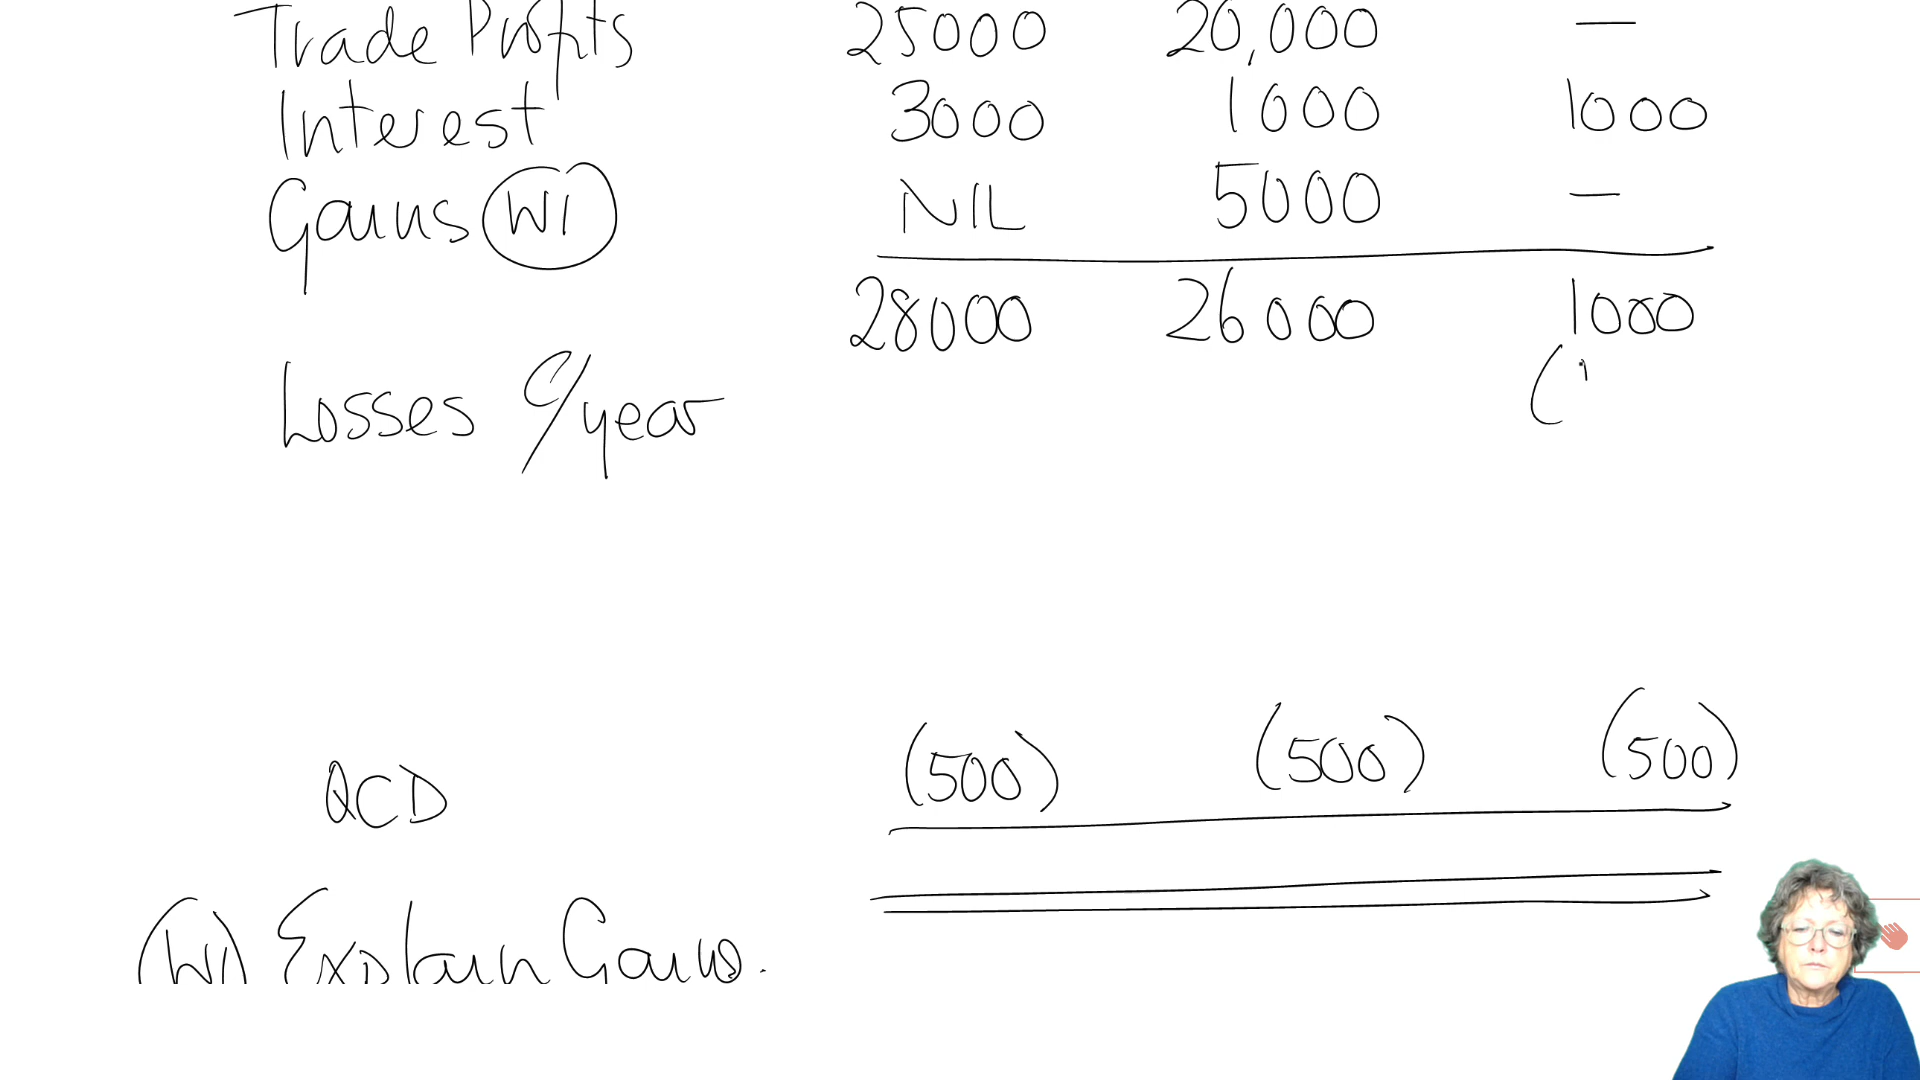 Trade Profits 25000 20,000 —
Interest 3000 1000 1000
Gains W1 NIL 5000 —
28000 26000 1000
Losses c/year (1
QCD (500) (500) (500)
(W1) Explain Gains.